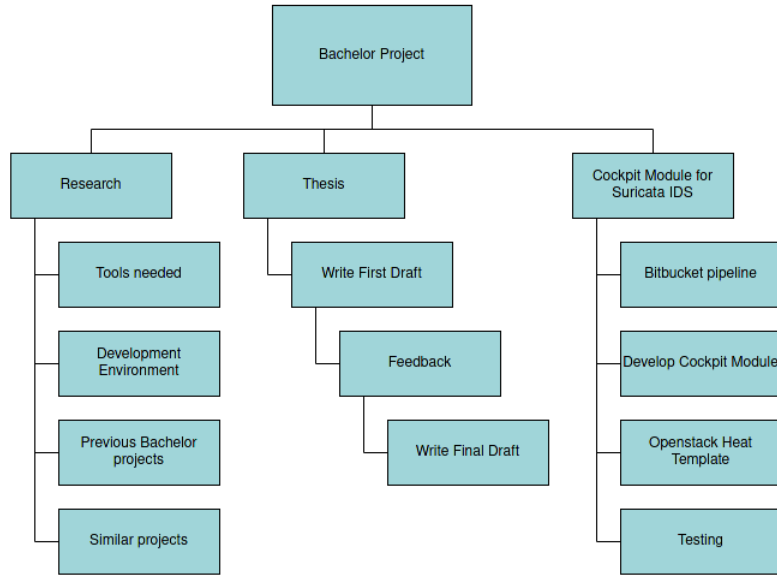 Bachelor Project
Research
Thesis
Cockpit Module for
Suricata IDS
Tools needed
Write First Draft
Bitbucket pipeline
Development
Environment
Feedback
Develop Cockpit Module
Previous Bachelor
projects
Write Final Draft
Openstack Heat
Template
Similar projects
Testing